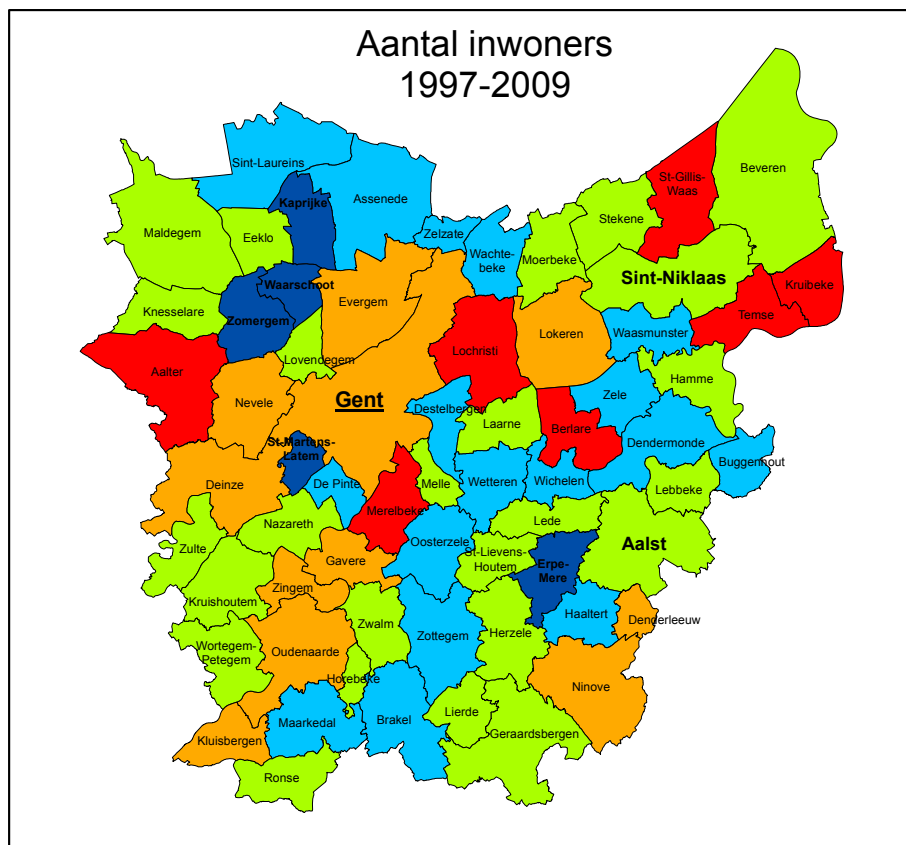 Aantal inwoners
1997-2009
Beveren
Sint-Laureins
St-Gillis-
Waas
Kaprijke
Assenede
Stekene
Maldegem
Eeklo
Zelzate
Wachte-
beke
Moerbeke
Sint-Niklaas
Waarschoot
Kruibeke
Evergem
Knesselare
Zomergem
Temse
Lokeren
Waasmunster
Lochristi
Lovendegem
Aalter
Hamme
Zele
Nevele
Gent
Destelbergen
Laarne
Berlare
St-Martens-
Latem
Dendermonde
Buggenhout
De Pinte
Melle
Wetteren
Wichelen
Deinze
Lebbeke
Merelbeke
Nazareth
Lede
Oosterzele
Aalst
Zulte
St-Lievens-
Houtem
Gavere
Erpe-
Mere
Zingem
Kruishoutem
Haaltert
Denderleeuw
Zwalm
Zottegem
Herzele
Wortegem-
Petegem
Oudenaarde
Horebeke
Ninove
Lierde
Maarkedal
Brakel
Geraardsbergen
Kluisbergen
Ronse